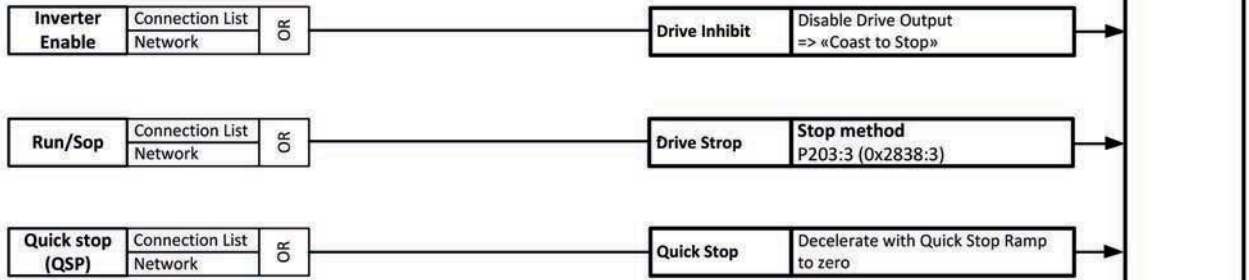 Inverter
Enable
Connection List
Network
OR
Drive Inhibit
Disable Drive Output
=> «Coast to Stop»
Run/Sop
Connection List
Network
OR
Drive Strop
Stop method
P203:3 (0x2838:3)
Quick stop
(QSP)
Connection List
Network
OR
Quick Stop
Decelerate with Quick Stop Ramp
to zero